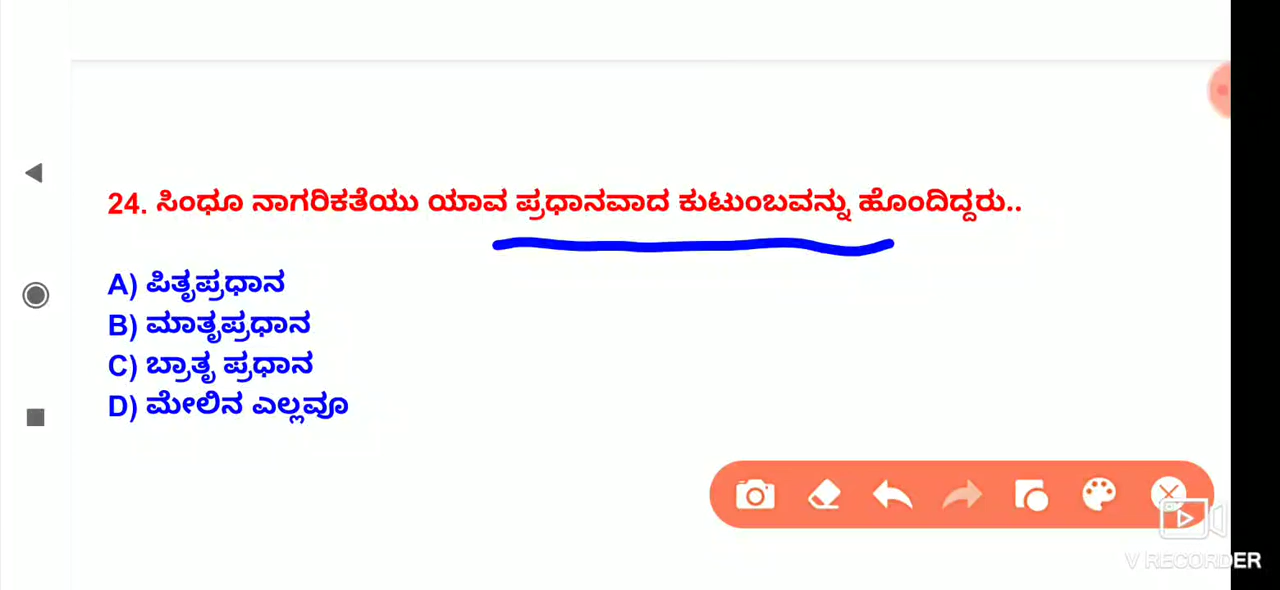 24. ಸಿಂಧೂ ನಾಗರಿಕತೆಯು ಯಾವ ಪ್ರಧಾನವಾದ ಕುಟುಂಬವನ್ನು ಹೊಂದಿದ್ದರು..
A) ಪಿತೃಪ್ರಧಾನ
B) ಮಾತೃಪ್ರಧಾನ
C) ಬ್ರಾತೃ ಪ್ರಧಾನ
D) ಮೇಲಿನ ಎಲ್ಲವೂ
V RECORDER